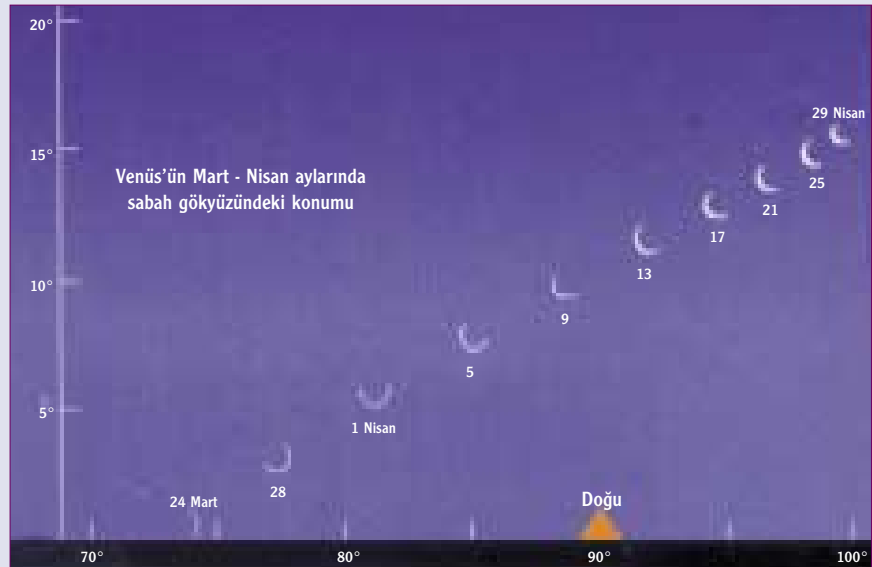 20°
29 Nisan
15°
Venüs'ün Mart - Nisan aylarında
sabah gökyüzündeki konumu
25
21
17
13
10°
9
5
5°
1 Nisan
28
24 Mart
Doğu
70°
80°
90°
100°